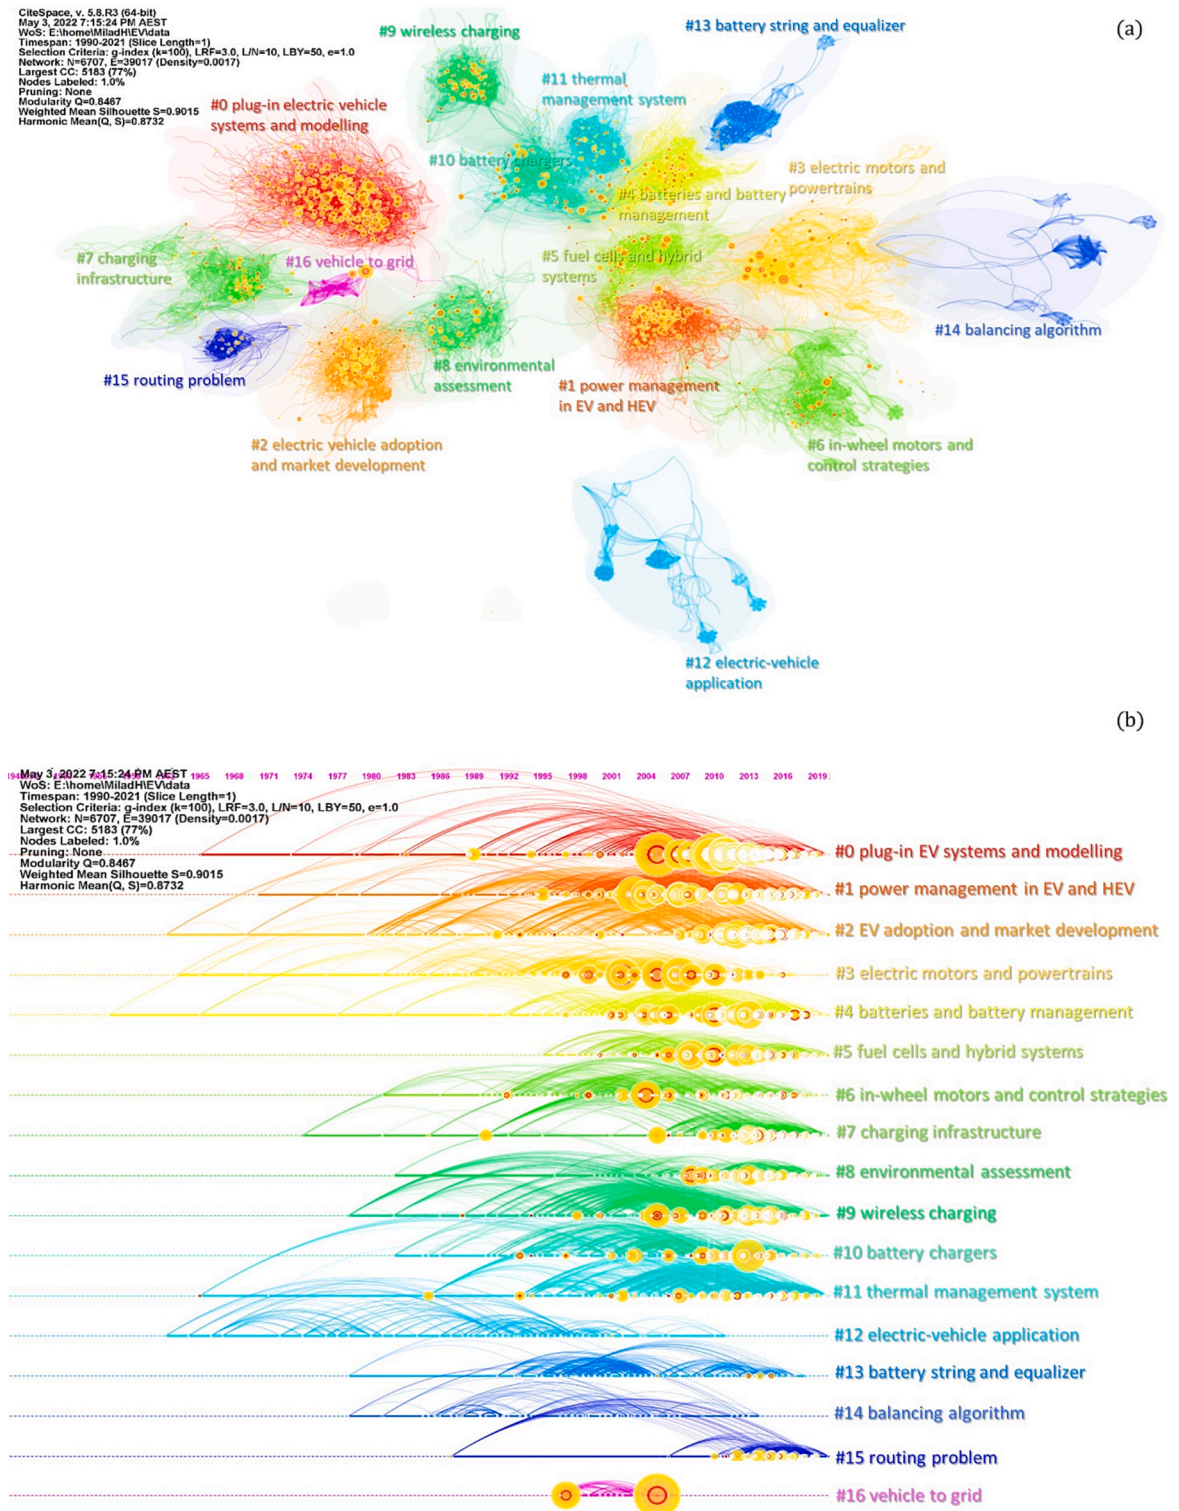 CiteSpace, v. 5.8.R3 (64-bit)
May 3, 2022 7:15:24 PM AEST
WoS: E:\home\MiladH\EV\data
Timespan: 1990-2021 (Slice Length=1)
Selection Criteria: g-index (k=100), LRF=3.0, L/N=10, LBY=50, e=1.0
Network: N=6707, E=39017 (Density=0.0017)
Largest CC: 5183 (77%)
Nodes Labeled: 1.0%
Pruning: None
Modularity Q=0.8467
Weighted Mean Silhouette S=0.9015
Harmonic Mean(Q, S)=0.8732
(a)
#13 battery string and equalizer
#9 wireless charging
#11 thermal
management system
#0 plug-in electric vehicle
systems and modelling
#10 battery chargers
#3 electric motors and
powertrains
#4 batteries and battery
management
#7 charging
infrastructure
#16 vehicle to grid
#5 fuel cells and hybrid
systems
#14 balancing algorithm
#15 routing problem
#8 environmental
assessment
#1 power management
in EV and HEV
#2 electric vehicle adoption
and market development
#6 in-wheel motors and
control strategies
#12 electric-vehicle
application
(b)
May 3, 2022 7:15:24 PM AEST
1965 1968 1971 1974 1977 1980 1983 1986 1989 1992 1995 1998 2001 2004 2007 2010 2013 2016 2019
WoS: E:\home\MiladH\EV\data
Timespan: 1990-2021 (Slice Length=1)
Selection Criteria: g-index (k=100), LRF=3.0, L/N=10, LBY=50, e=1.0
Network: N=6707, E=39017 (Density=0.0017)
Largest CC: 5183 (77%)
Nodes Labeled: 1.0%
Pruning: None
Modularity Q=0.8467
Weighted Mean Silhouette S=0.9015
Harmonic Mean(Q, S)=0.8732
#0 plug-in EV systems and modelling
#1 power management in EV and HEV
#2 EV adoption and market development
#3 electric motors and powertrains
#4 batteries and battery management
#5 fuel cells and hybrid systems
#6 in-wheel motors and control strategies
#7 charging infrastructure
#8 environmental assessment
#9 wireless charging
#10 battery chargers
#11 thermal management system
#12 electric-vehicle application
#13 battery string and equalizer
#14 balancing algorithm
#15 routing problem
#16 vehicle to grid